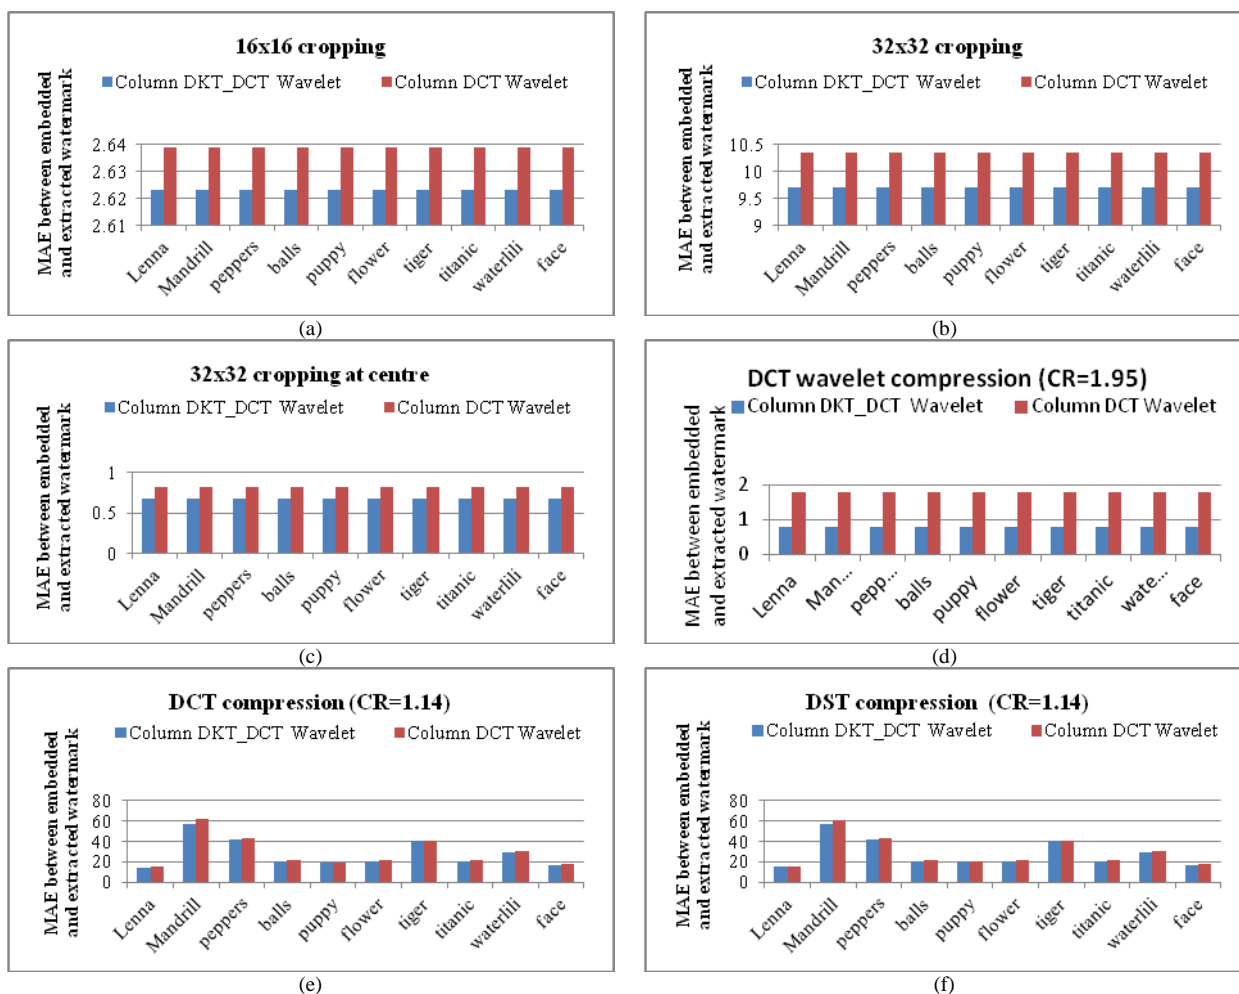 16x16 cropping
Column DKT_DCT Wavelet
Column DCT Wavelet
MAE between embedded
and extracted watermark
2.64
2.63
2.62
2.61
Lenna
Mandrill
peppers
balls
puppy
flower
tiger
titanic
waterlili
face
(a)
32x32 cropping
Column DKT_DCT Wavelet
Column DCT Wavelet
MAE between embedded
and extracted watermark
10.5
10
9.5
9
Lenna
Mandrill
peppers
balls
puppy
flower
tiger
titanic
waterlili
face
(b)
32x32 cropping at centre
Column DKT_DCT Wavelet
Column DCT Wavelet
MAE between embedded
and extracted watermark
1
0.5
0
Lenna
Mandrill
peppers
balls
puppy
flower
tiger
titanic
waterlili
face
(c)
DCT wavelet compression (CR=1.95)
Column DKT_DCT Wavelet
Column DCT Wavelet
MAE between embedded
and extracted watermark
2
1
0
Lenna
Man...
pepp...
balls
puppy
flower
tiger
titanic
wate...
face
(d)
DCT compression (CR=1.14)
Column DKT_DCT Wavelet
Column DCT Wavelet
MAE between embedded
and extracted watermark
80
60
40
20
0
Lenna
Mandrill
peppers
balls
puppy
flower
tiger
titanic
waterlili
face
(e)
DST compression (CR=1.14)
Column DKT_DCT Wavelet
Column DCT Wavelet
MAE between embedded
and extracted watermark
80
60
40
20
0
Lenna
Mandrill
peppers
balls
puppy
flower
tiger
titanic
waterlili
face
(f)